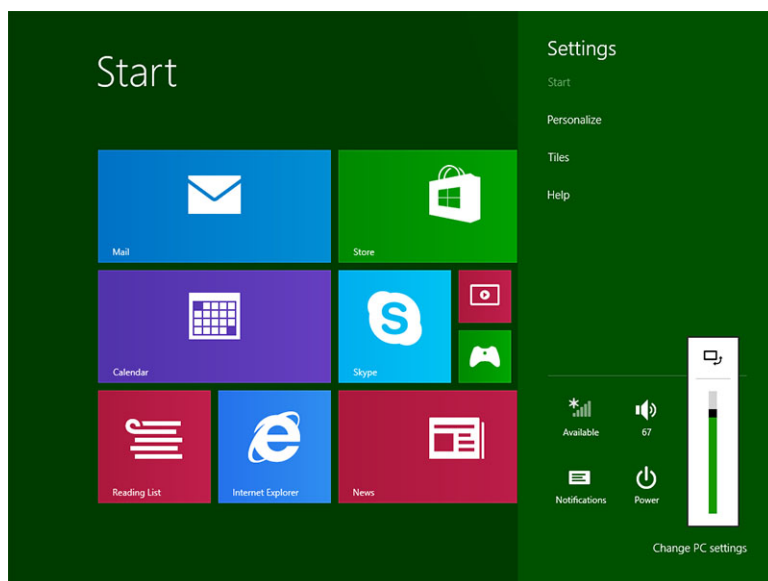 Start
Mail
Store
Calendar
Skype
Reading List
Internet Explorer
News
Settings
Start
Personalize
Tiles
Help
Available
67
Notifications
Power
Change PC settings